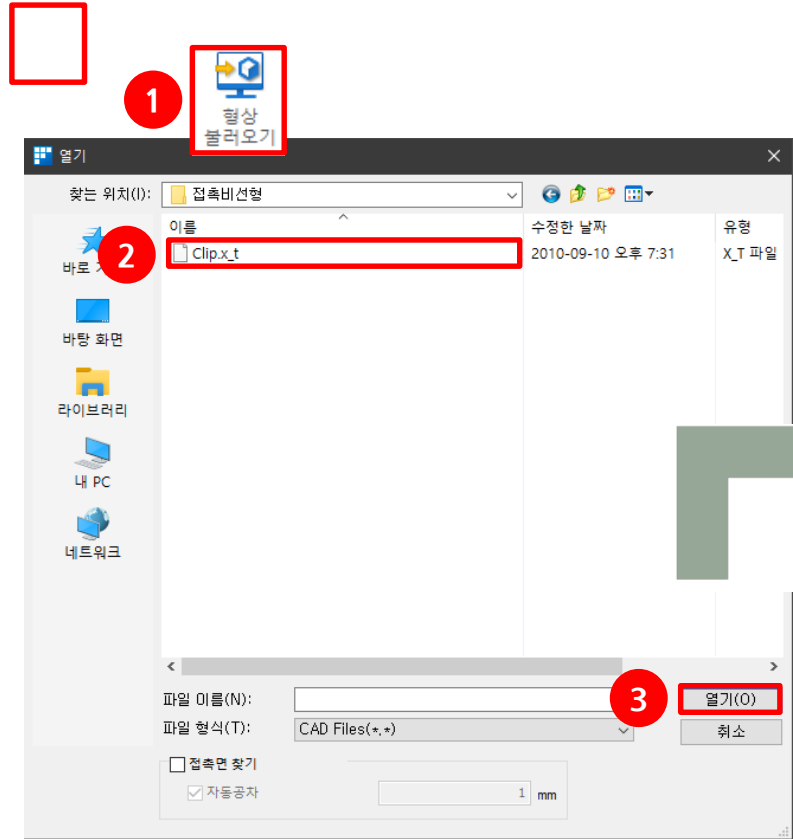 1
형상
불러오기
열기
찾는 위치(I): 접촉비선형
이름 수정한 날짜 유형
2 Clip.x_t 2010-09-10 오후 7:31 X_T 파일
바로
바탕 화면
라이브러리
내 PC
네트워크
파일 이름(N): 3 열기(O)
파일 형식(T): CAD Files(*.*) 취소
접촉면 찾기
자동공차 1 mm